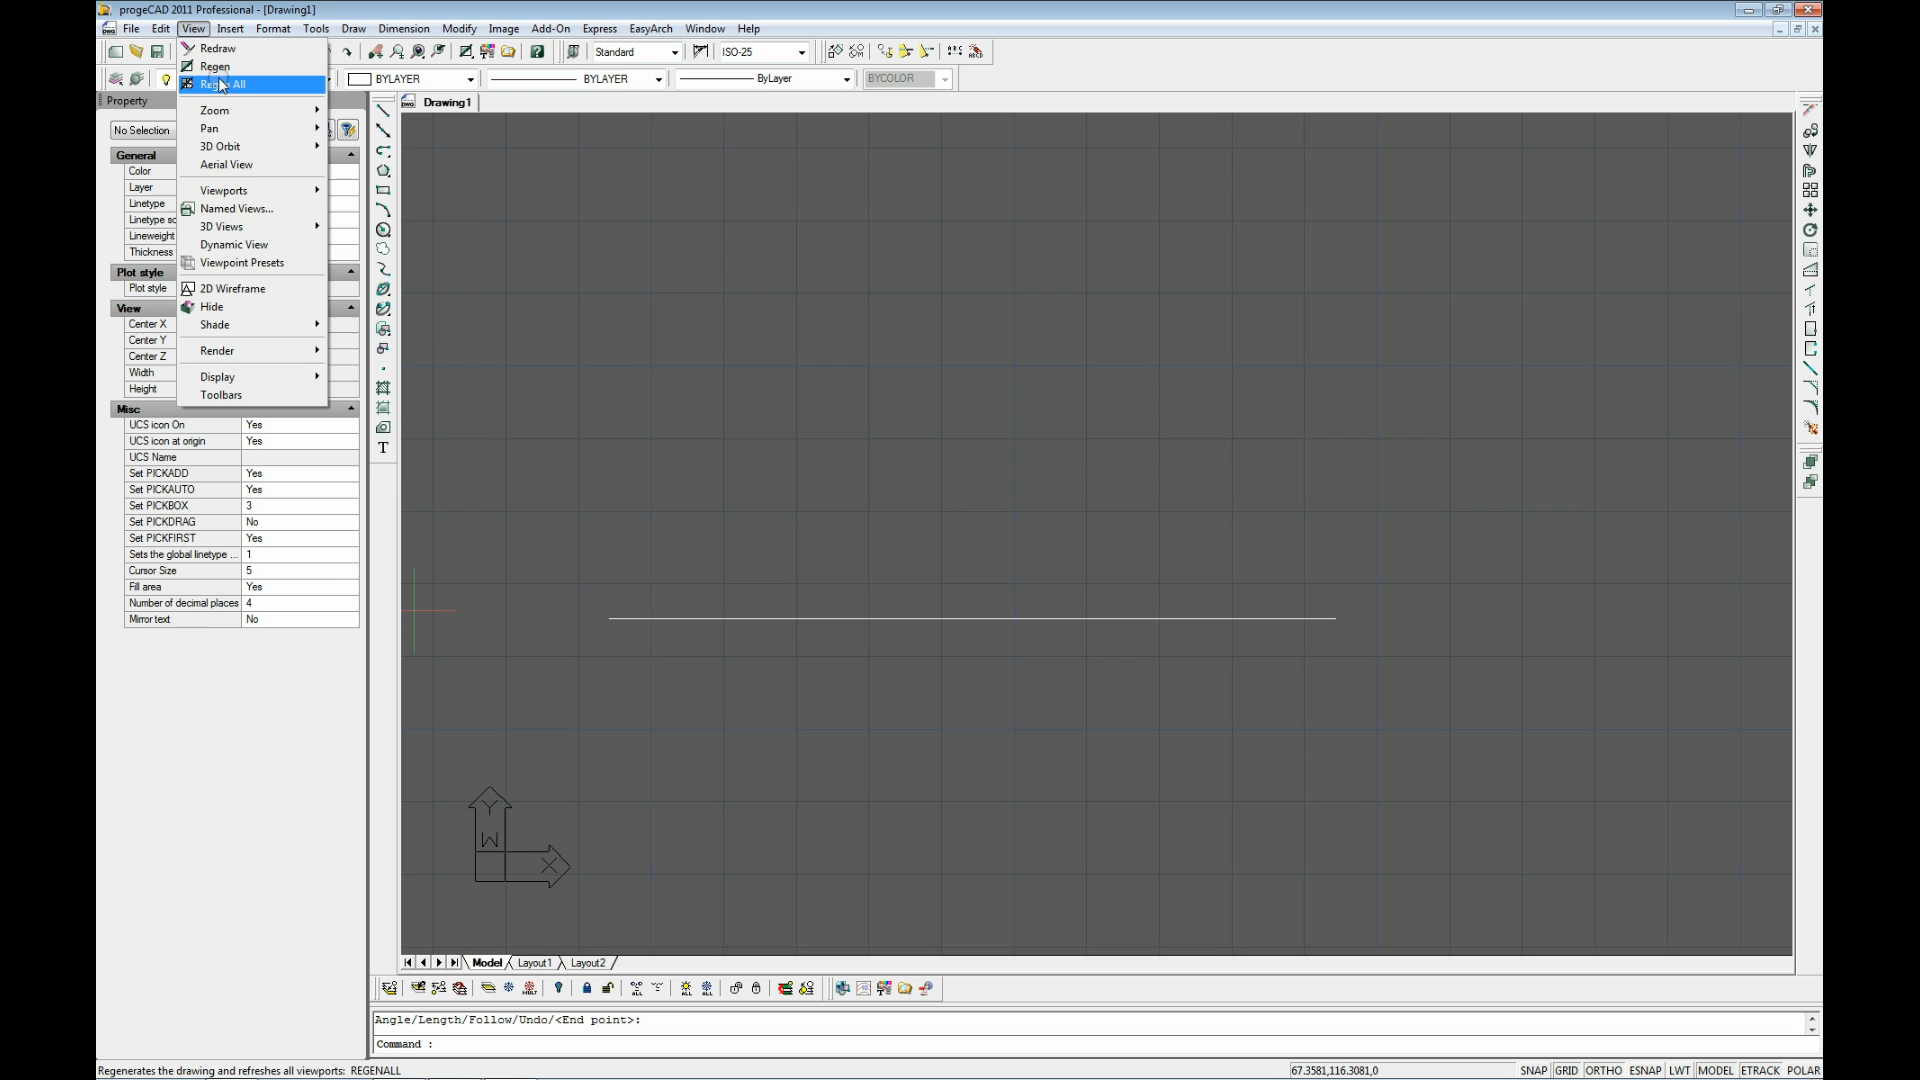 progeCAD 2011 Professional - [Drawing1]
File Edit View Insert Format Tools Draw Dimension Modify Image Add-On Express EasyArch Window Help
Standard ISO-25
BYLAYER BYLAYER ByLayer BYCOLOR
Redraw
Regen
Regen All
Zoom
Pan
3D Orbit
Aerial View
Viewports
Named Views...
3D Views
Dynamic View
Viewpoint Presets
2D Wireframe
Hide
Shade
Render
Display
Toolbars
Property
No Selection
General
Color
Layer
Linetype
Linetype sc
Lineweight
Thickness
Plot style
Plot style
View
Center X
Center Y
Center Z
Width
Height
Misc
UCS icon On Yes
UCS icon at origin Yes
UCS Name
Set PICKADD Yes
Set PICKAUTO Yes
Set PICKBOX 3
Set PICKDRAG No
Set PICKFIRST Yes
Sets the global linetype ... 1
Cursor Size 5
Fill area Yes
Number of decimal places 4
Mirror text No
Drawing1
T
Y
W
X
Model Layout1 Layout2
Angle/Length/Follow/Undo/<End point>:
Command :
Regenerates the drawing and refreshes all viewports: REGENALL
67.3581,116.3081,0
SNAP GRID ORTHO ESNAP LWT MODEL ETRACK POLAR